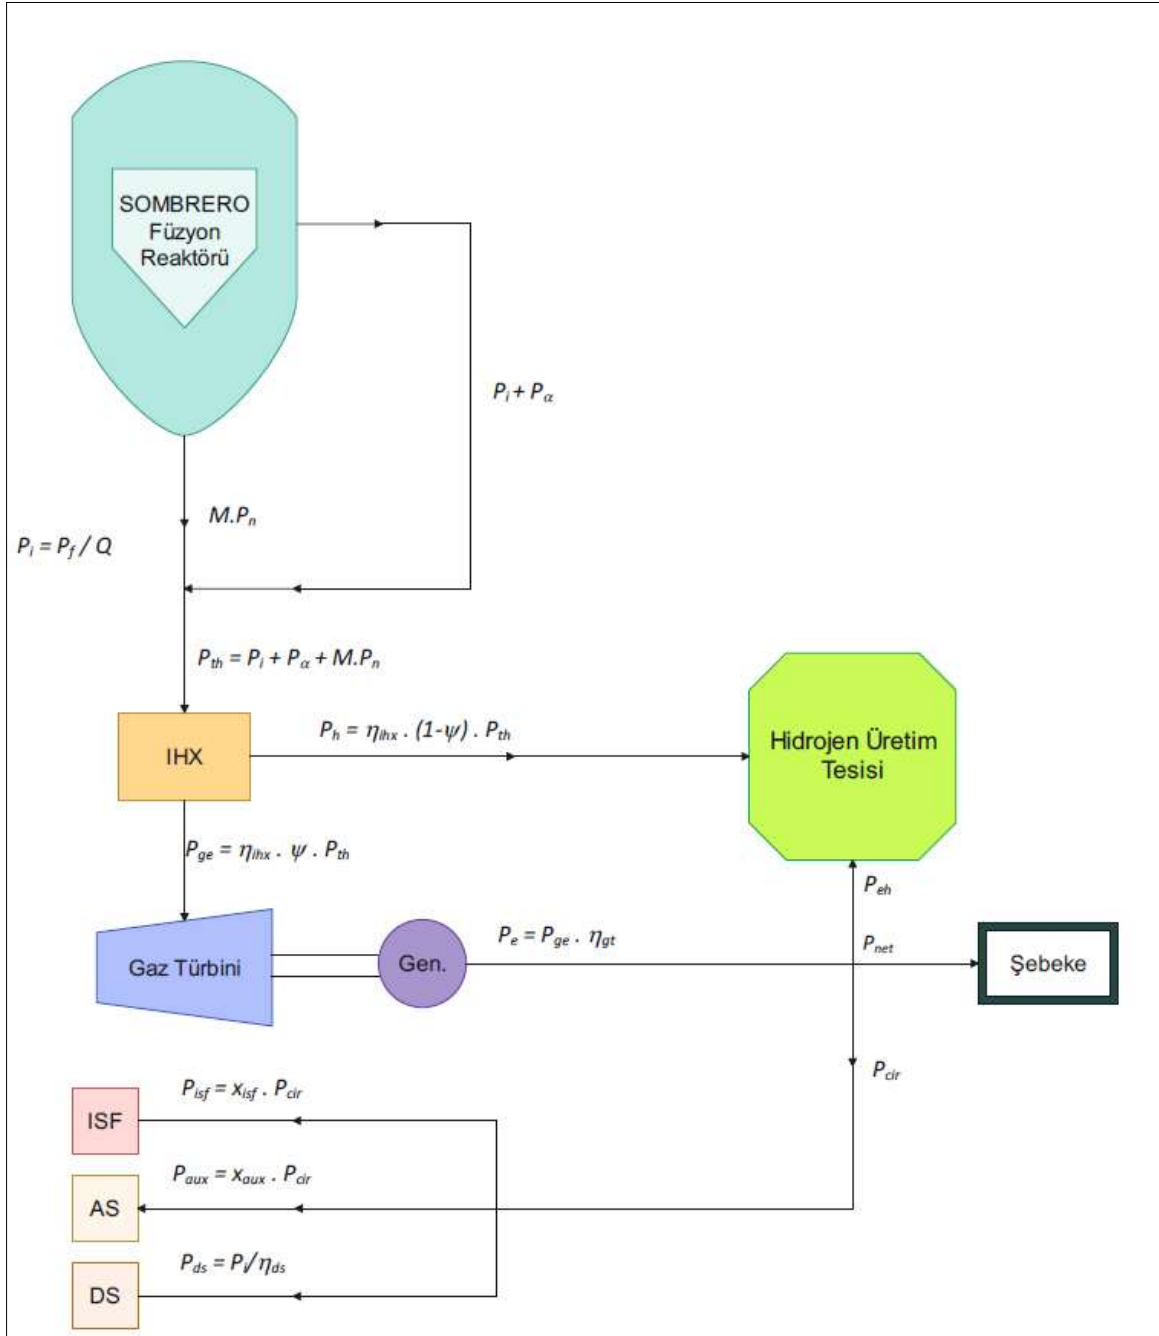 SOMBRERO
Füzyon
Reaktörü
P_i + P_α
M.P_n
P_i = P_f / Q
P_th = P_i + P_α + M.P_n
IHX
P_h = η_ihx . (1-ψ) . P_th
Hidrojen Üretim
Tesisi
P_ge = η_ihx . ψ . P_th
P_eh
Gaz Türbini
Gen.
P_e = P_ge . η_gt
P_net
Şebeke
P_cir
P_isf = x_isf . P_cir
ISF
P_aux = x_aux . P_cir
AS
P_ds = P_i/η_ds
DS